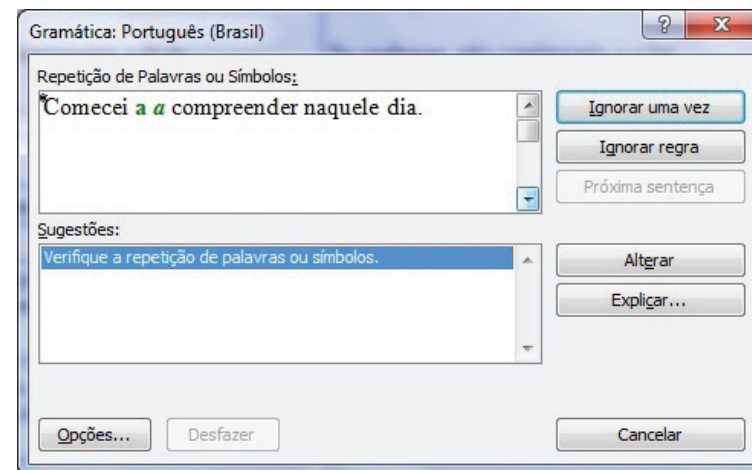 Gramática: Português (Brasil)
Repetição de Palavras ou Símbolos:
Comecei a a compreender naquele dia.
Ignorar uma vez
Ignorar regra
Próxima sentença
Sugestões:
Verifique a repetição de palavras ou símbolos.
Alterar
Explicar...
Opções...
Desfazer
Cancelar